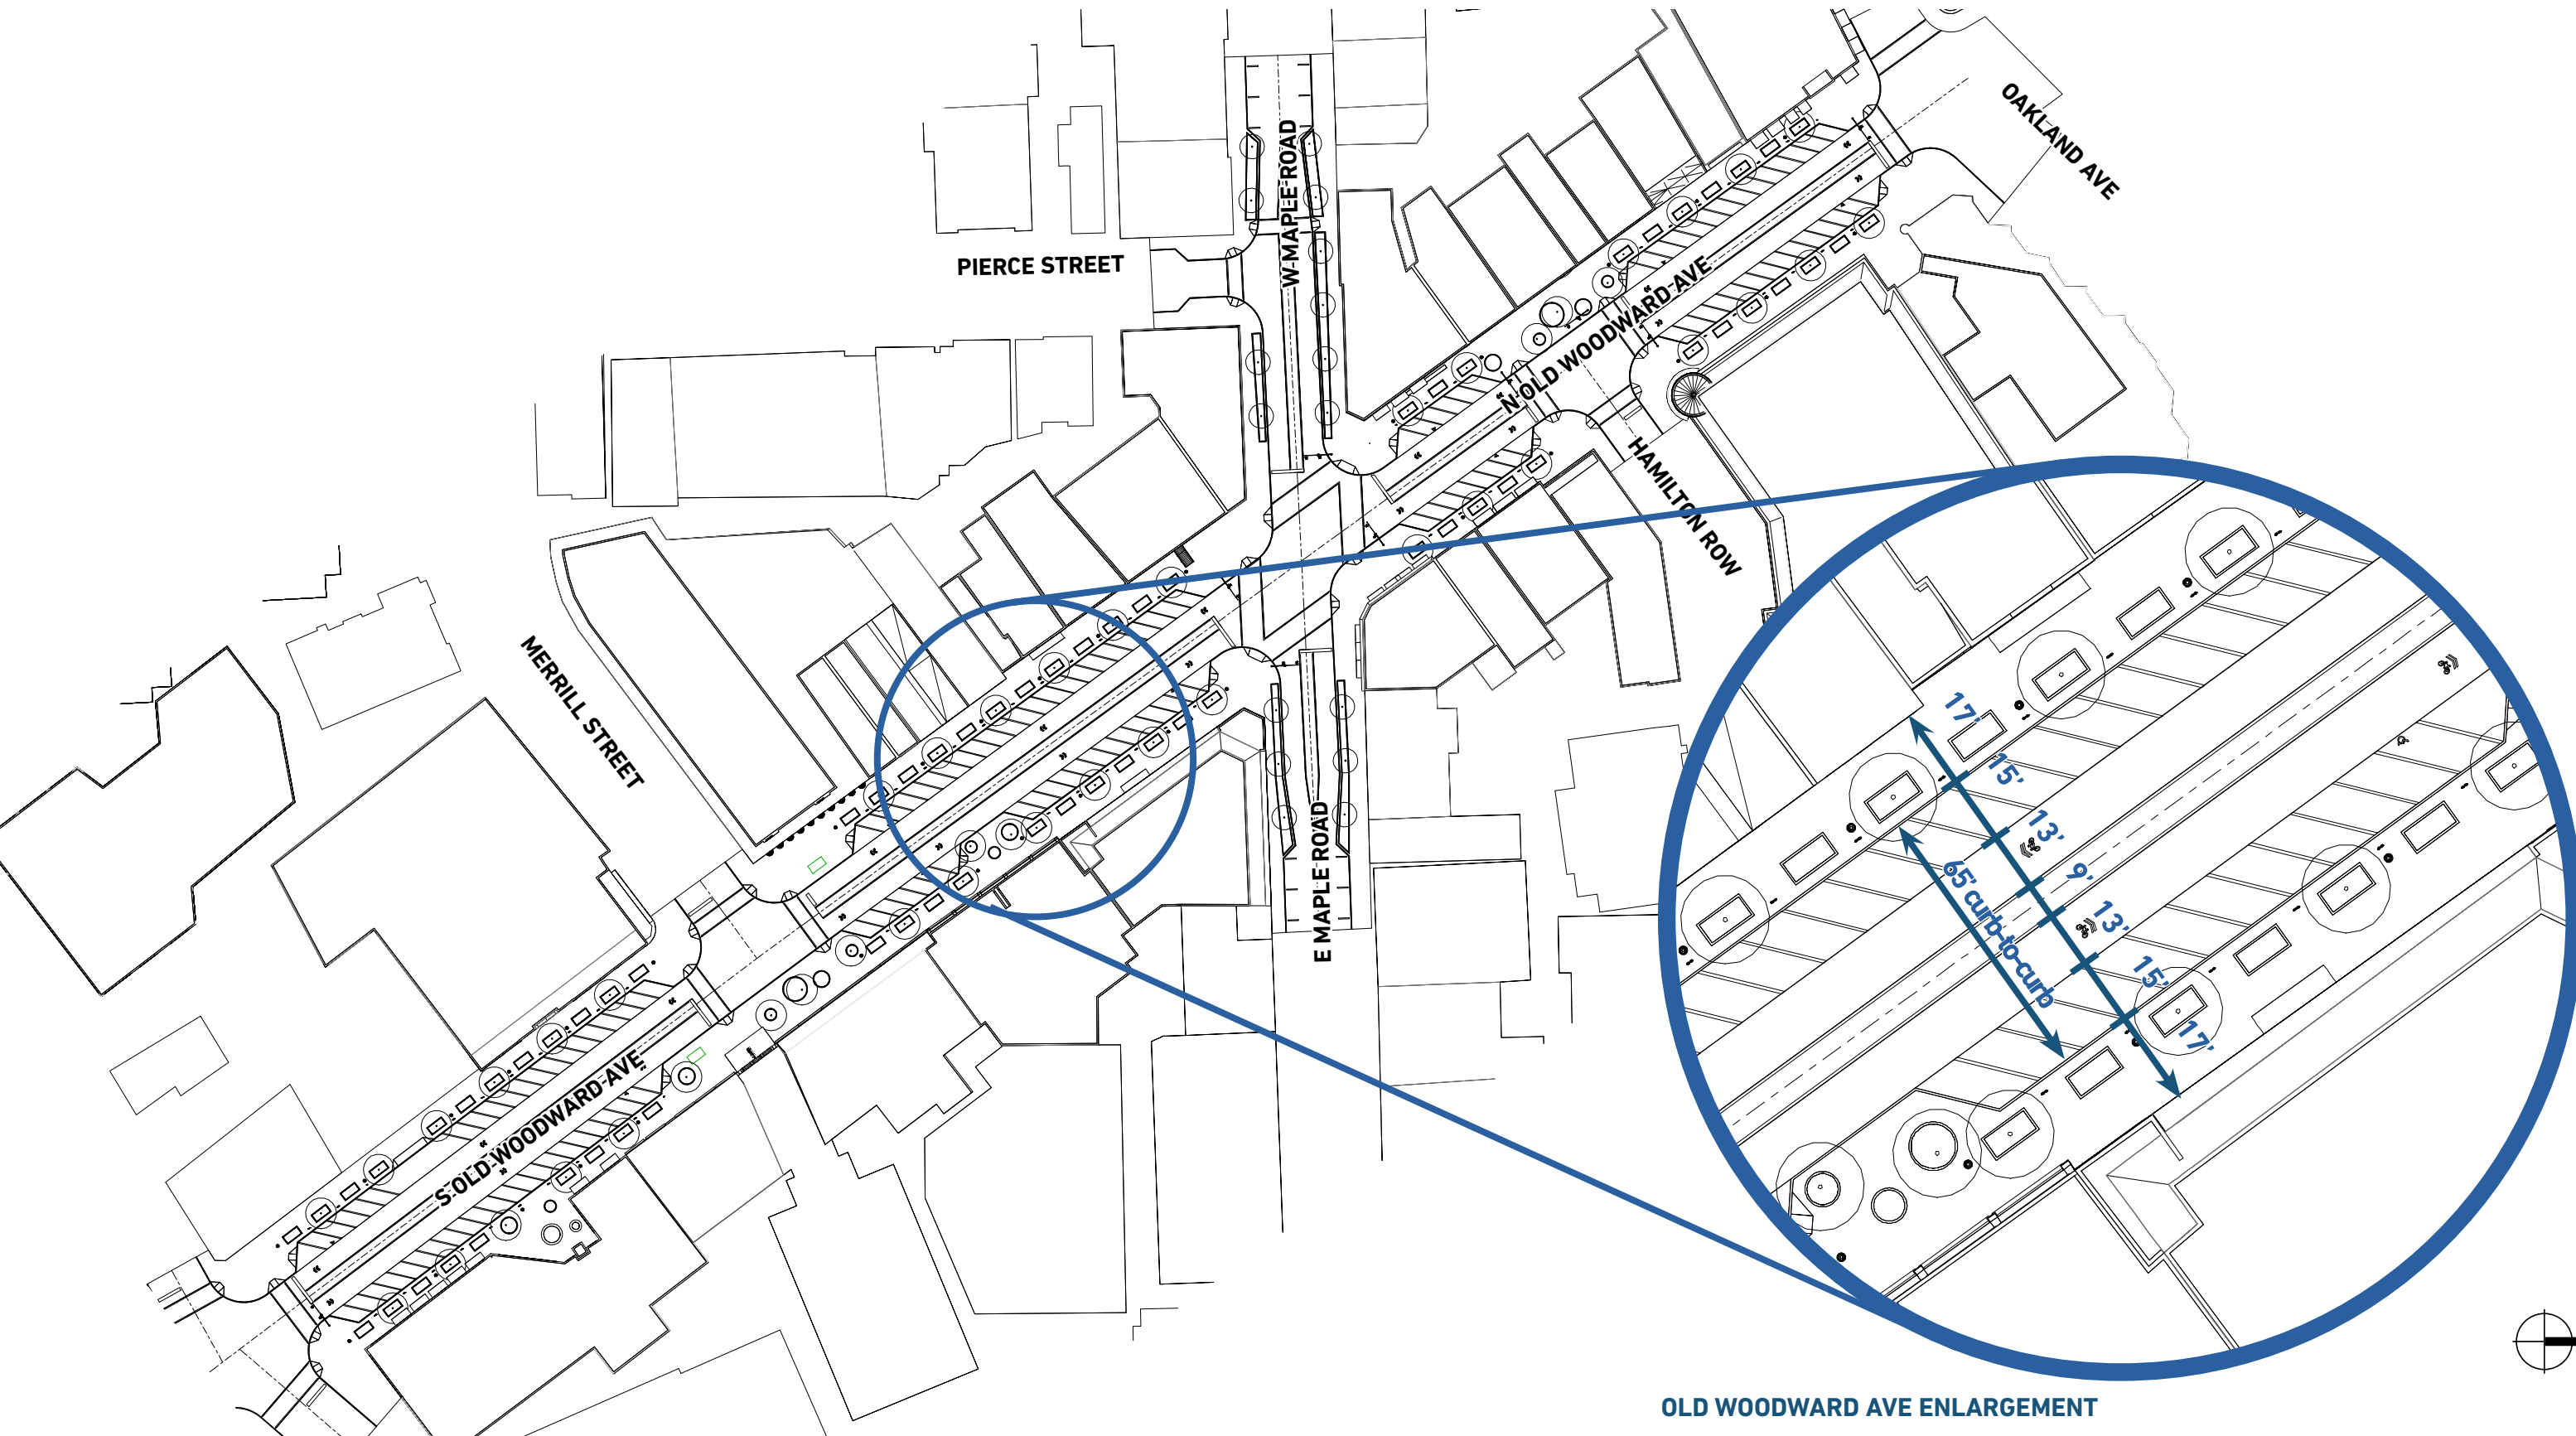 OAKLAND AVE
W MAPLE ROAD
PIERCE STREET
N OLD WOODWARD AVE
HAMILTON ROW
MERRILL STREET
E MAPLE ROAD
S OLD WOODWARD AVE
17'
15'
13'
9'
13'
15'
17'
65' curb-to-curb
OLD WOODWARD AVE ENLARGEMENT